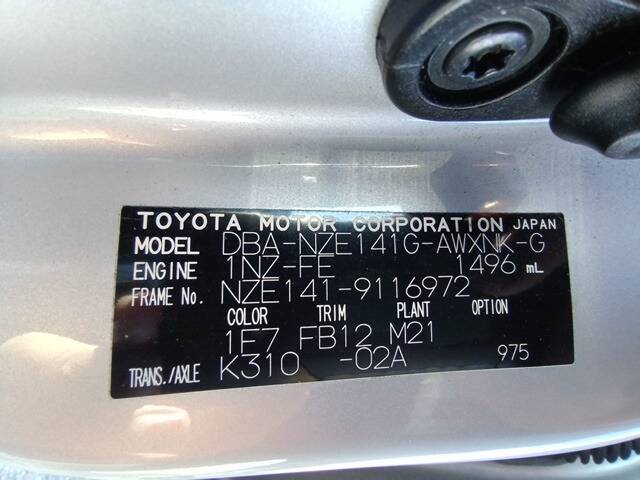 TOYOTA MOTOR CORPORATION JAPAN
MODEL DBA-NZE141G-AWXNK-G
ENGINE 1NZ-FE 1496 mL
FRAME No. NZE141-9116972
COLOR TRIM PLANT OPTION
1E7 FB12 M21
TRANS./AXLE K310 -02A 975